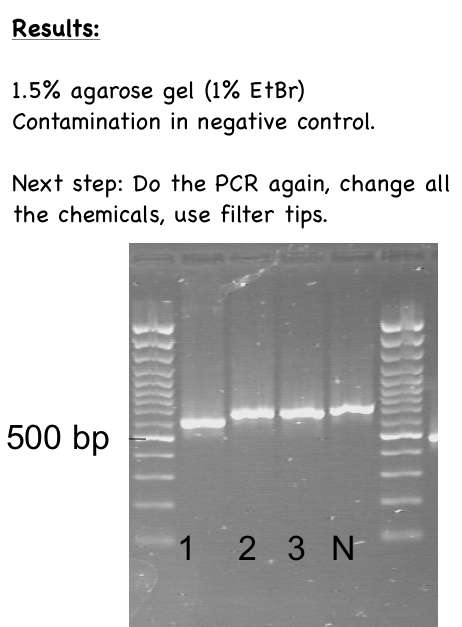 Results:
1.5% agarose gel (1% EtBr)
Contamination in negative control.
Next step: Do the PCR again, change all
the chemicals, use filter tips.
500 bp
1 2 3 N